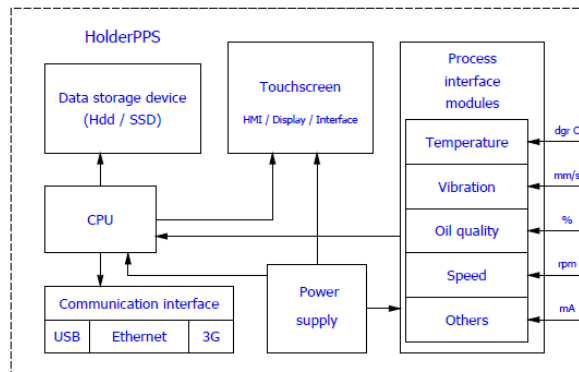 HolderPPS
Data storage device
(Hdd / SSD)
Touchscreen
HMI / Display / Interface
Process
interface
modules
Temperature
Vibration
Oil quality
Speed
Others
dgr C
mm/s
%
rpm
mA
CPU
Communication interface
USB
Ethernet
3G
Power
supply